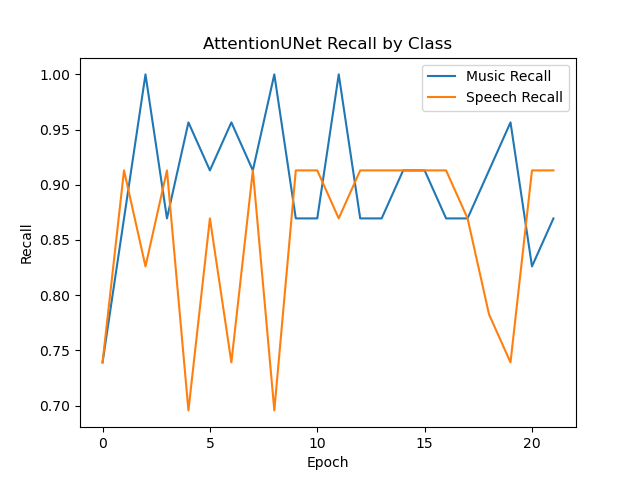 AttentionUNet Recall by Class
Music Recall
Speech Recall
1.00
0.95
0.90
0.85
0.80
0.75
0.70
Recall
0 5 10 15 20
Epoch